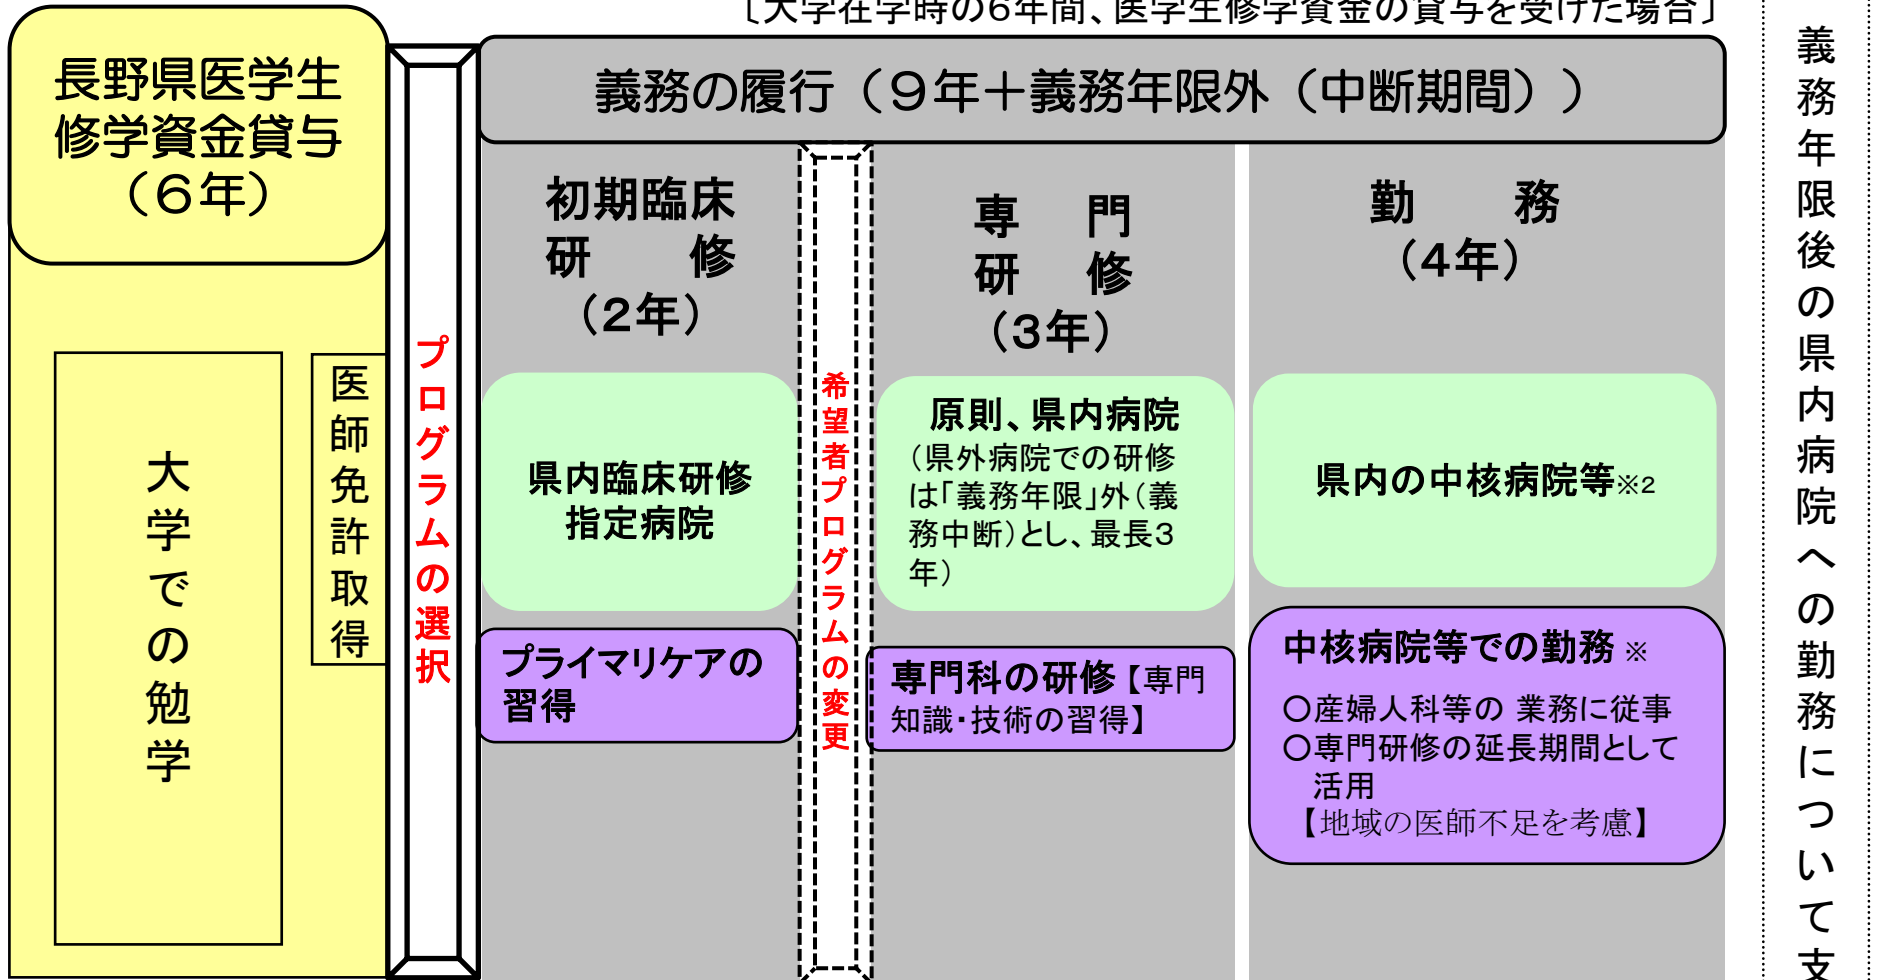 〔大学在学時の6年間、医学生修学資金の貸与を受けた場合〕
長野県医学生
修学資金貸与
（６年）
大学での勉学
医師免許取得
プログラムの選択
義務の履行（９年＋義務年限外（中断期間））
初期臨床
研　修
（2年）
県内臨床研修
指定病院
プライマリケアの
習得
希望者プログラムの変更
専　門
研　修
（3年）
原則、県内病院
（県外病院での研修
は「義務年限」外（義
務中断）とし、最長3
年）
専門科の研修【専門
知識・技術の習得】
勤　務
（4年）
県内の中核病院等※2
中核病院等での勤務 ※
○産婦人科等の 業務に従事
○専門研修の延長期間として
活用
【地域の医師不足を考慮】
義務年限後の県内病院への勤務について支